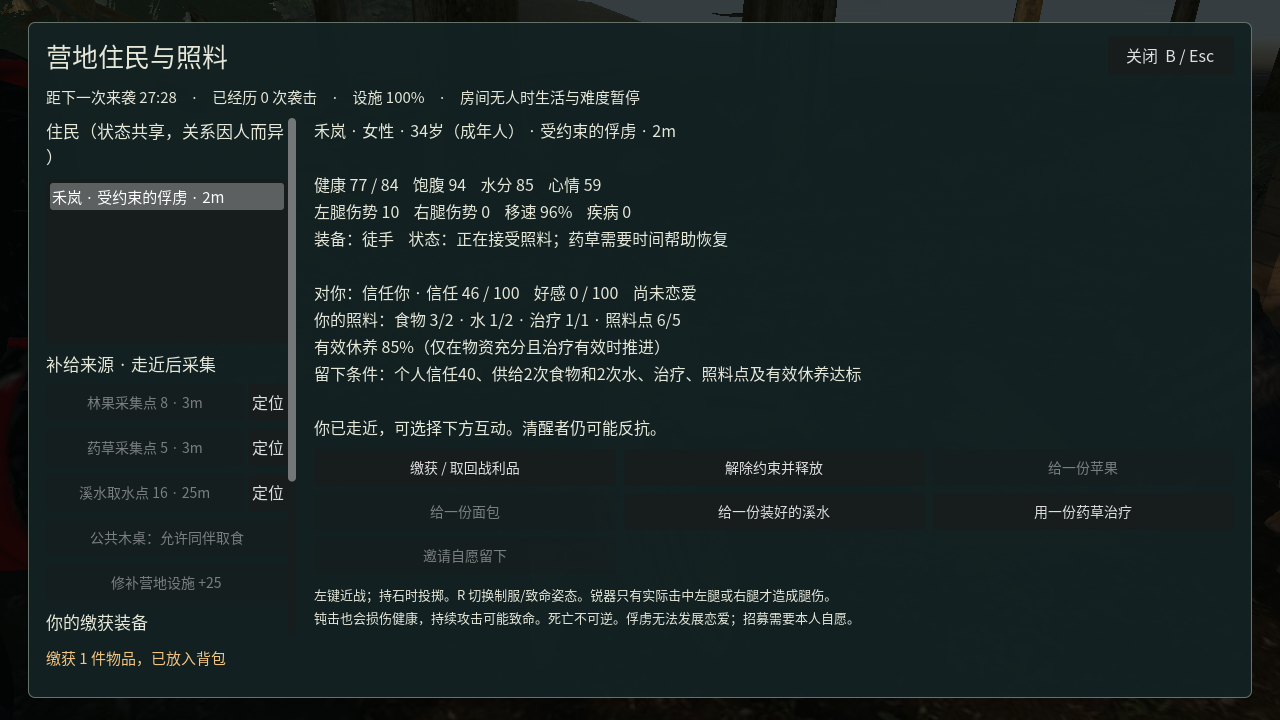 营地住民与照料
关闭 B / Esc
距下一次来袭 27:28 · 已经历 0 次袭击 · 设施 100% · 房间无人时生活与难度暂停
住民（状态共享，关系因人而异
）
禾岚 · 受约束的俘虏 · 2m
补给来源 · 走近后采集
林果采集点 8 · 3m
定位
药草采集点 5 · 3m
定位
溪水取水点 16 · 25m
定位
公共木桌：允许同伴取食
修补营地设施 +25
你的缴获装备
缴获 1 件物品，已放入背包
禾岚 · 女性 · 34岁（成年人） · 受约束的俘虏 · 2m
健康 77 / 84 饱腹 94 水分 85 心情 59
左腿伤势 10 右腿伤势 0 移速 96% 疾病 0
装备：徒手 状态：正在接受照料；药草需要时间帮助恢复
对你：信任你 · 信任 46 / 100 好感 0 / 100 尚未恋爱
你的照料：食物 3/2 · 水 1/2 · 治疗 1/1 · 照料点 6/5
有效休养 85%（仅在物资充分且治疗有效时推进）
留下条件：个人信任40、供给2次食物和2次水、治疗、照料点及有效休养达标
你已走近，可选择下方互动。清醒者仍可能反抗。
缴获 / 取回战利品
解除约束并释放
给一份苹果
给一份面包
给一份装好的溪水
用一份药草治疗
邀请自愿留下
左键近战；持石时投掷。R 切换制服/致命姿态。锐器只有实际击中左腿或右腿才造成腿伤。
钝击也会损伤健康，持续攻击可能致命。死亡不可逆。俘虏无法发展恋爱；招募需要本人自愿。